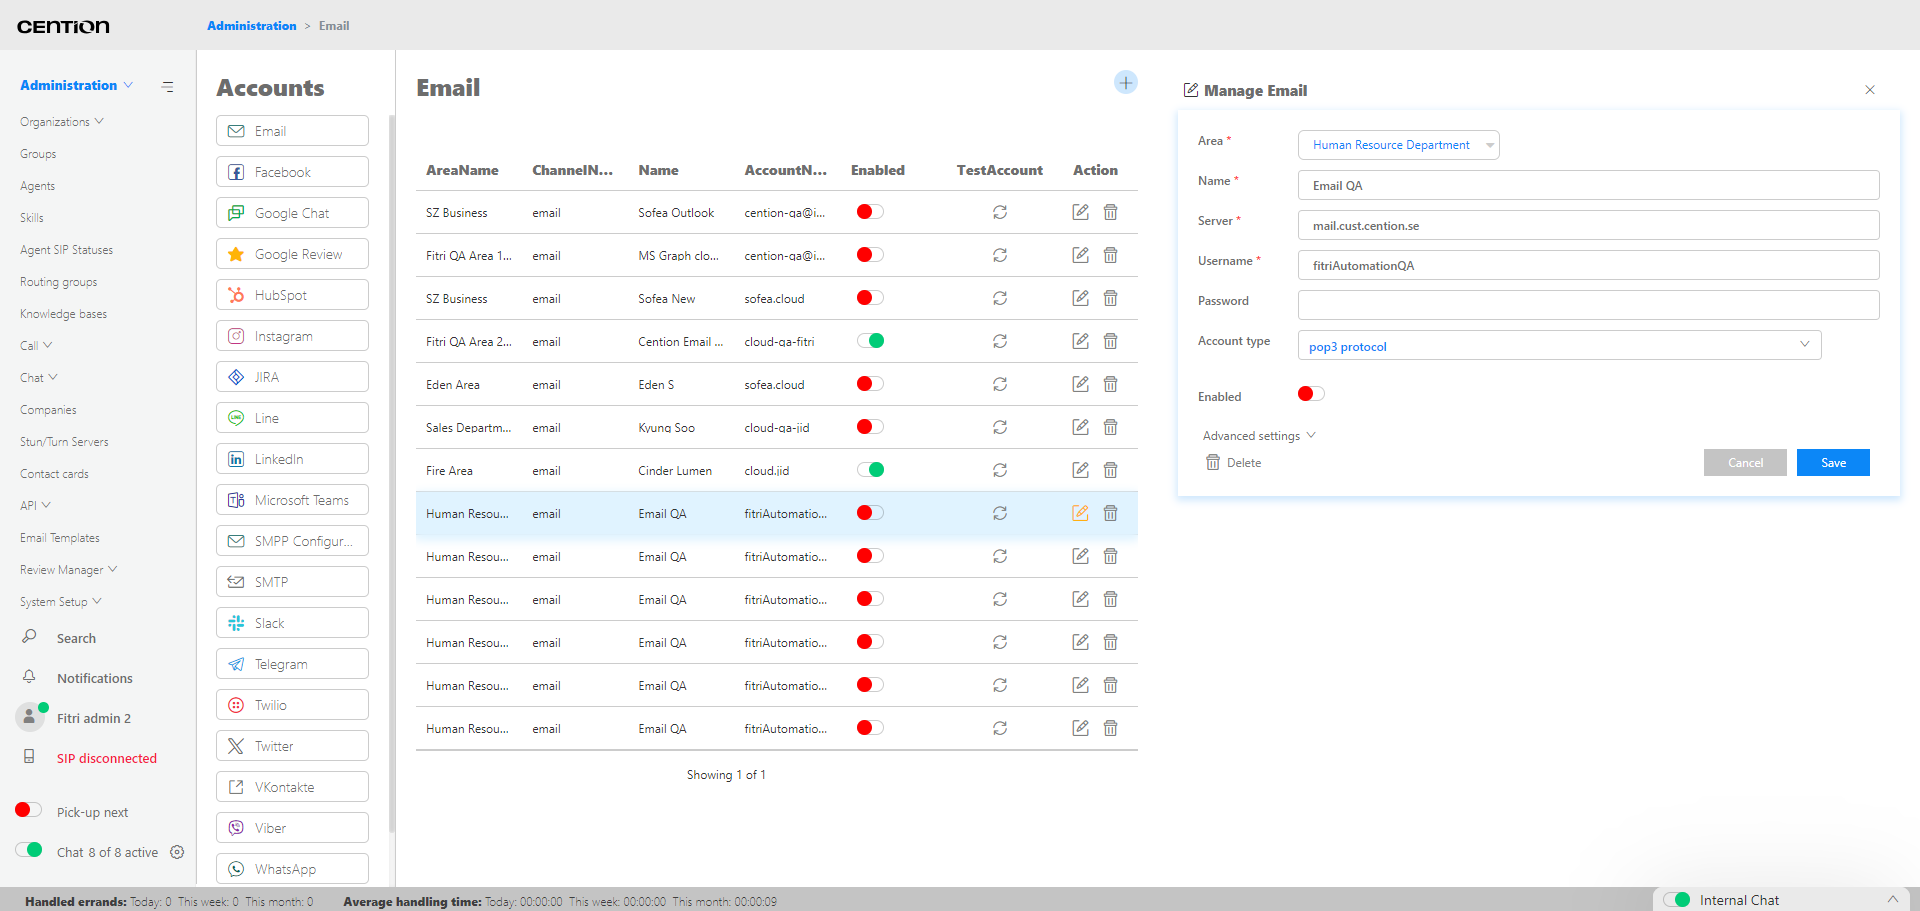 CENTION
Administration > Email
Administration
Organizations
Groups
Agents
Skills
Agent SIP Statuses
Routing groups
Knowledge bases
Call
Chat
Companies
Stun/Turn Servers
Contact cards
API
Email Templates
Review Manager
System Setup
Search
Notifications
Fitri admin 2
SIP disconnected
Pick-up next
Chat 8 of 8 active
Accounts
Email
Facebook
Google Chat
Google Review
HubSpot
Instagram
JIRA
Line
LinkedIn
Microsoft Teams
SMPP Configur...
SMTP
Slack
Telegram
Twilio
Twitter
VKontakte
Viber
WhatsApp
Email
AreaName ChannelN... Name AccountN... Enabled TestAccount Action
SZ Business email Sofea Outlook cention-qa@i...
Fitri QA Area 1... email MS Graph clo... cention-qa@i...
SZ Business email Sofea New sofea.cloud
Fitri QA Area 2... email Cention Email ... cloud-qa-fitri
Eden Area email Eden S sofea.cloud
Sales Departm... email Kyung Soo cloud-qa-jid
Fire Area email Cinder Lumen cloud.jid
Human Resou... email Email QA fitriAutomatio...
Human Resou... email Email QA fitriAutomatio...
Human Resou... email Email QA fitriAutomatio...
Human Resou... email Email QA fitriAutomatio...
Human Resou... email Email QA fitriAutomatio...
Human Resou... email Email QA fitriAutomatio...
Showing 1 of 1
Manage Email
Area * Human Resource Department
Name * Email QA
Server * mail.cust.cention.se
Username * fitriAutomationQA
Password
Account type pop3 protocol
Enabled
Advanced settings
Delete
Cancel Save
Handled errands: Today: 0 This week: 0 This month: 0 Average handling time: Today: 00:00:00 This week: 00:00:00 This month: 00:00:09
Internal Chat